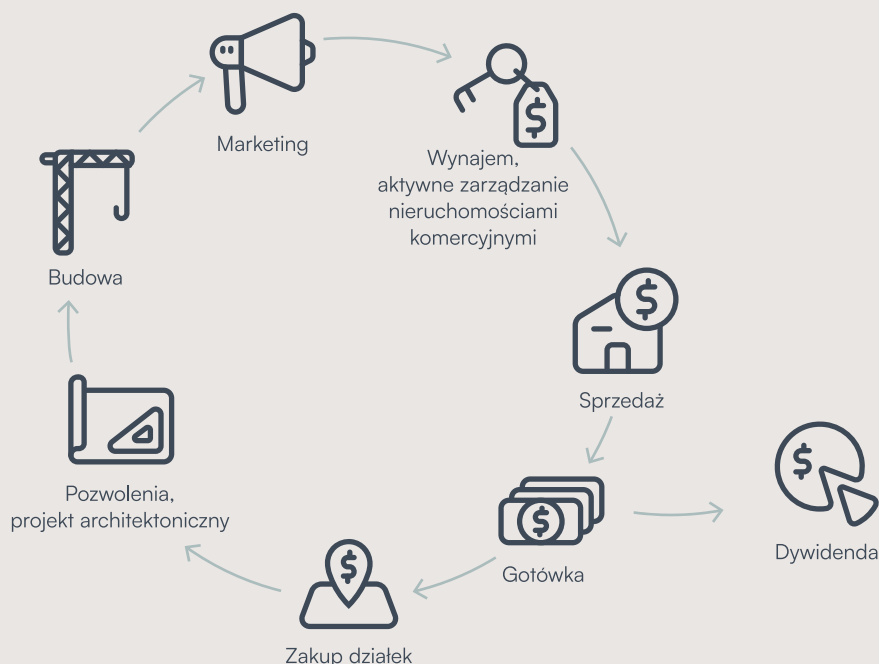 Marketing
Wynajem,
aktywne zarządzanie
nieruchomościami
komercyjnymi
Budowa
Sprzedaż
Pozwolenia,
projekt architektoniczny
Dywidenda
Gotówka
Zakup działek